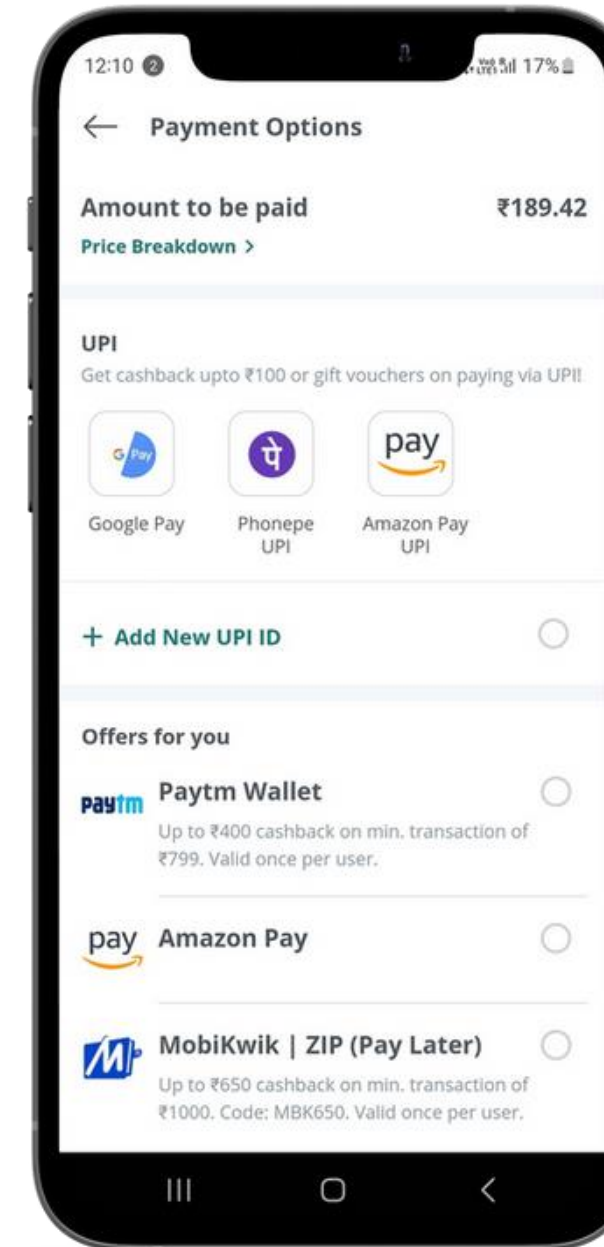 12:10 2 17%
Payment Options
Amount to be paid ₹189.42
Price Breakdown >
UPI
Get cashback upto ₹100 or gift vouchers on paying via UPI!
G Pay पे pay
Google Pay Phonepe Amazon Pay
UPI UPI
+ Add New UPI ID
Offers for you
paytm Paytm Wallet
Up to ₹400 cashback on min. transaction of
₹799. Valid once per user.
pay Amazon Pay
MobiKwik | ZIP (Pay Later)
Up to ₹650 cashback on min. transaction of
₹1000. Code: MBK650. Valid once per user.